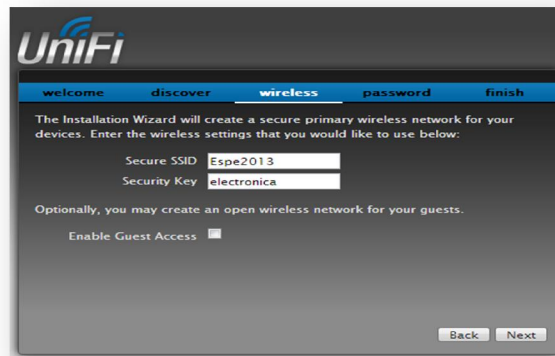 UniFi
welcome discover wireless password finish
The Installation Wizard will create a secure primary wireless network for your
devices. Enter the wireless settings that you would like to use below:
Secure SSID Espe2013
Security Key electronica
Optionally, you may create an open wireless network for your guests.
Enable Guest Access
Back Next